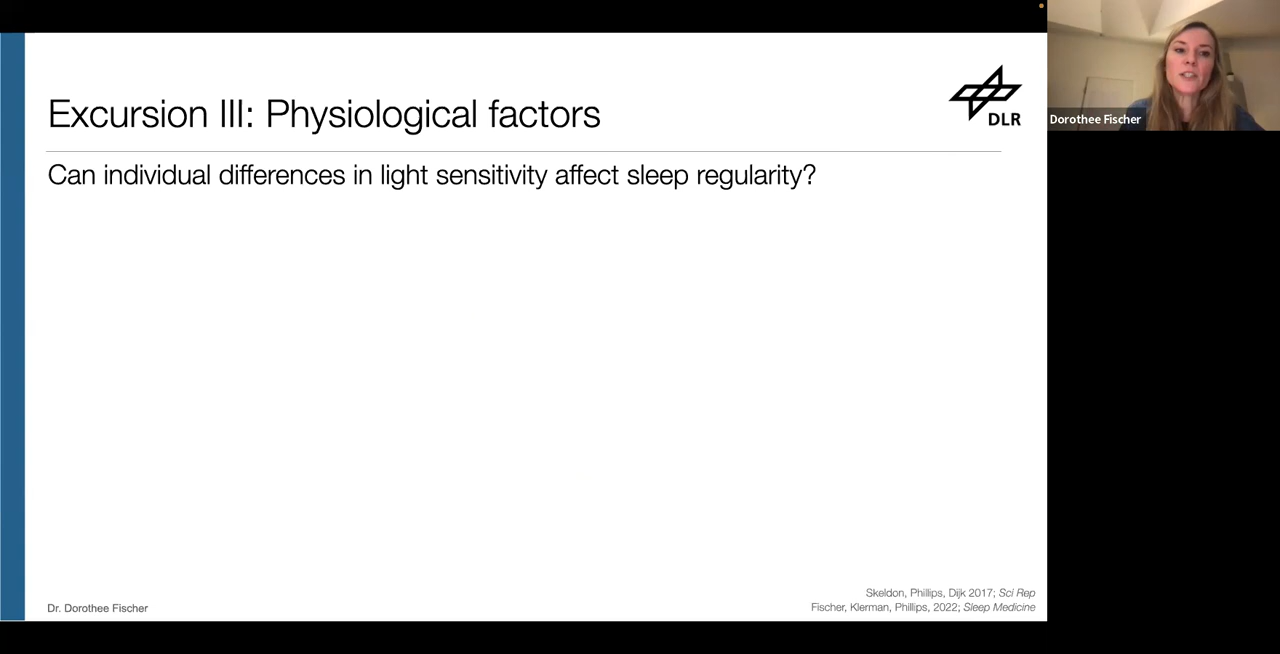 Excursion III: Physiological factors
DLR
Can individual differences in light sensitivity affect sleep regularity?
Dorothee Fischer
Skeldon, Phillips, Dijk 2017; Sci Rep
Fischer, Klerman, Phillips, 2022; Sleep Medicine
Dr. Dorothee Fischer